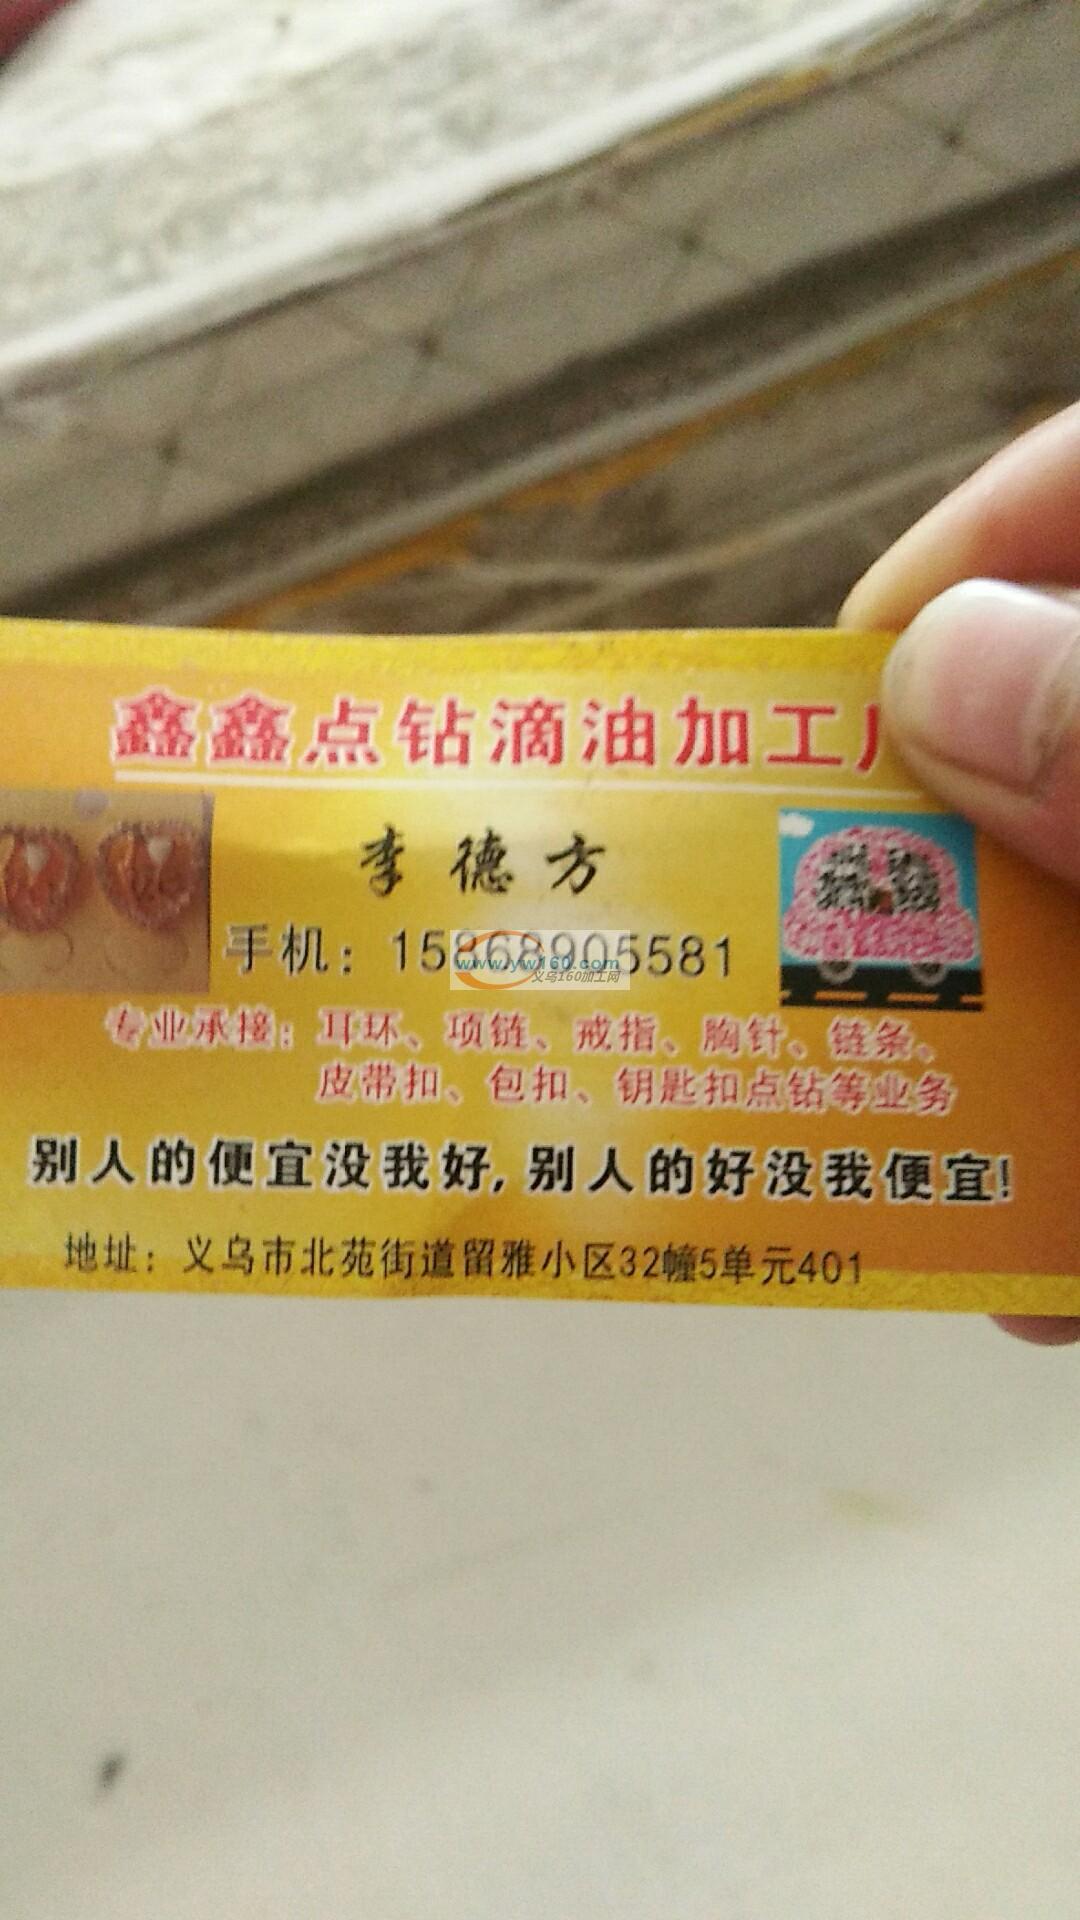 鑫鑫点钻滴油加工
李德方
手机：15868905581
www.yw160.com
义乌160加工网
专业承接：耳环、项链、戒指、胸针、链条、
皮带扣、包扣、钥匙扣点钻等业务
别人的便宜没我好,别人的好没我便宜!
地址：义乌市北苑街道留雅小区32幢5单元401